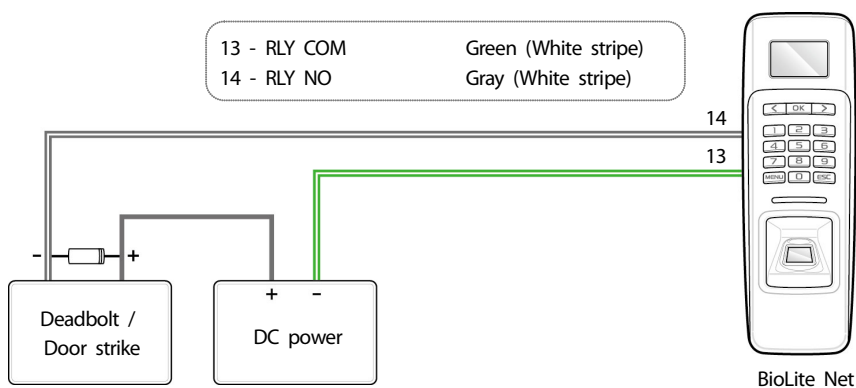 13 - RLY COM Green (White stripe)
14 - RLY NO Gray (White stripe)
14
13
< OK >
1 2 3
4 5 6
7 8 9
MENU 0 ESC
- +
+ -
Deadbolt /
Door strike
DC power
BioLite Net